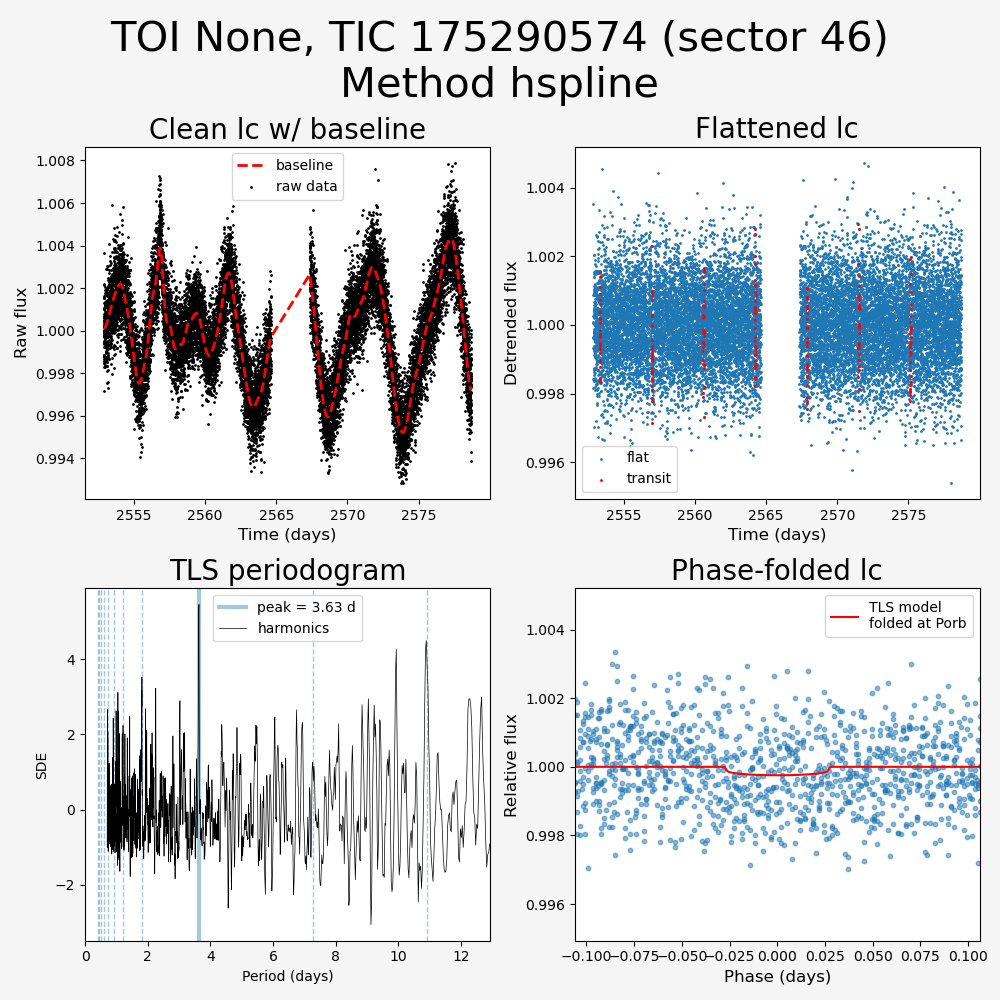 TOI None, TIC 175290574 (sector 46)
Method hspline
Clean lc w/ baseline
Flattened lc
baseline
raw data
1.008
1.006
1.004
1.002
1.000
0.998
0.996
0.994
Raw flux
2555
2560
2565
2570
2575
Time (days)
1.004
1.002
1.000
0.998
0.996
Detrended flux
flat
transit
2555
2560
2565
2570
2575
Time (days)
TLS periodogram
Phase-folded lc
peak = 3.63 d
harmonics
4
2
0
−2
SDE
0
2
4
6
8
10
12
Period (days)
TLS model
folded at Porb
1.004
1.002
1.000
0.998
0.996
Relative flux
−0.100
−0.075
−0.050
−0.025
0.000
0.025
0.050
0.075
0.100
Phase (days)